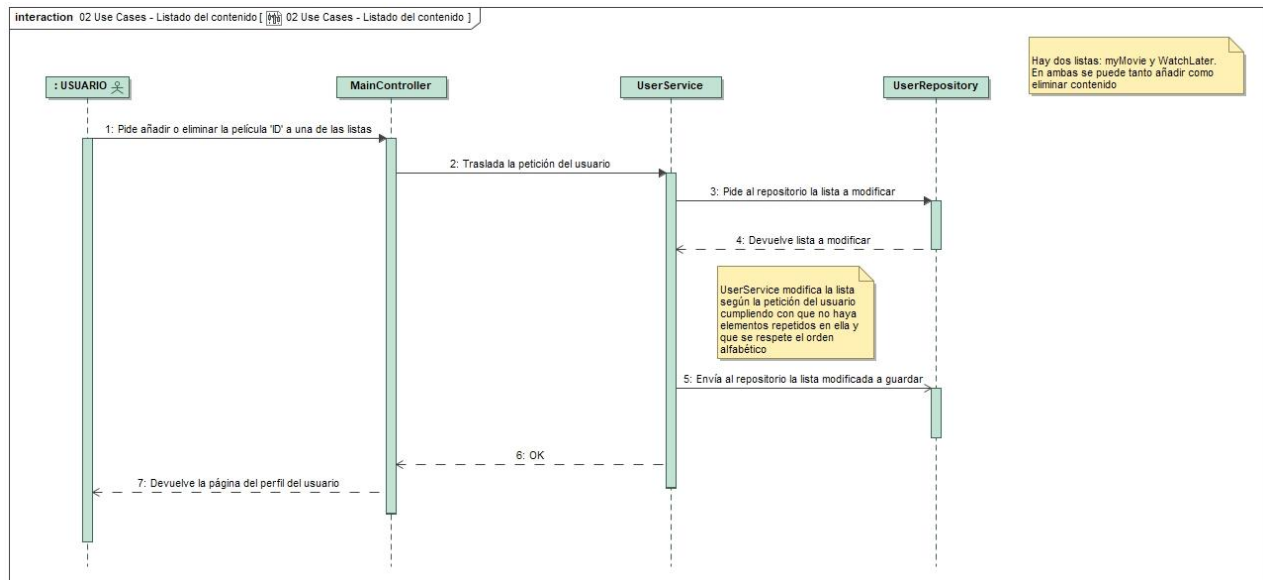 interaction 02 Use Cases - Listado del contenido [ 02 Use Cases - Listado del contenido ]
Hay dos listas: myMovie y WatchLater.
En ambas se puede tanto añadir como
eliminar contenido
: USUARIO
MainController
UserService
UserRepository
1: Pide añadir o eliminar la película 'ID' a una de las listas
2: Traslada la petición del usuario
3: Pide al repositorio la lista a modificar
4: Devuelve lista a modificar
UserService modifica la lista
según la petición del usuario
cumpliendo con que no haya
elementos repetidos en ella y
que se respete el orden
alfabético
5: Envía al repositorio la lista modificada a guardar
6: OK
7: Devuelve la página del perfil del usuario